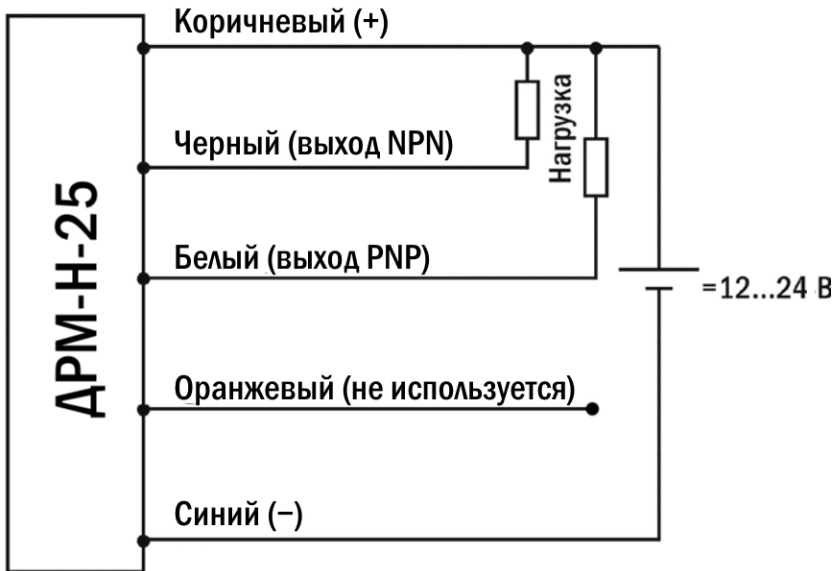 Коричневый (+)
Нагрузка
Черный (выход NPN)
ДРМ-Н-25
Белый (выход PNP)
=12...24 В
Оранжевый (не используется)
Синий (−)